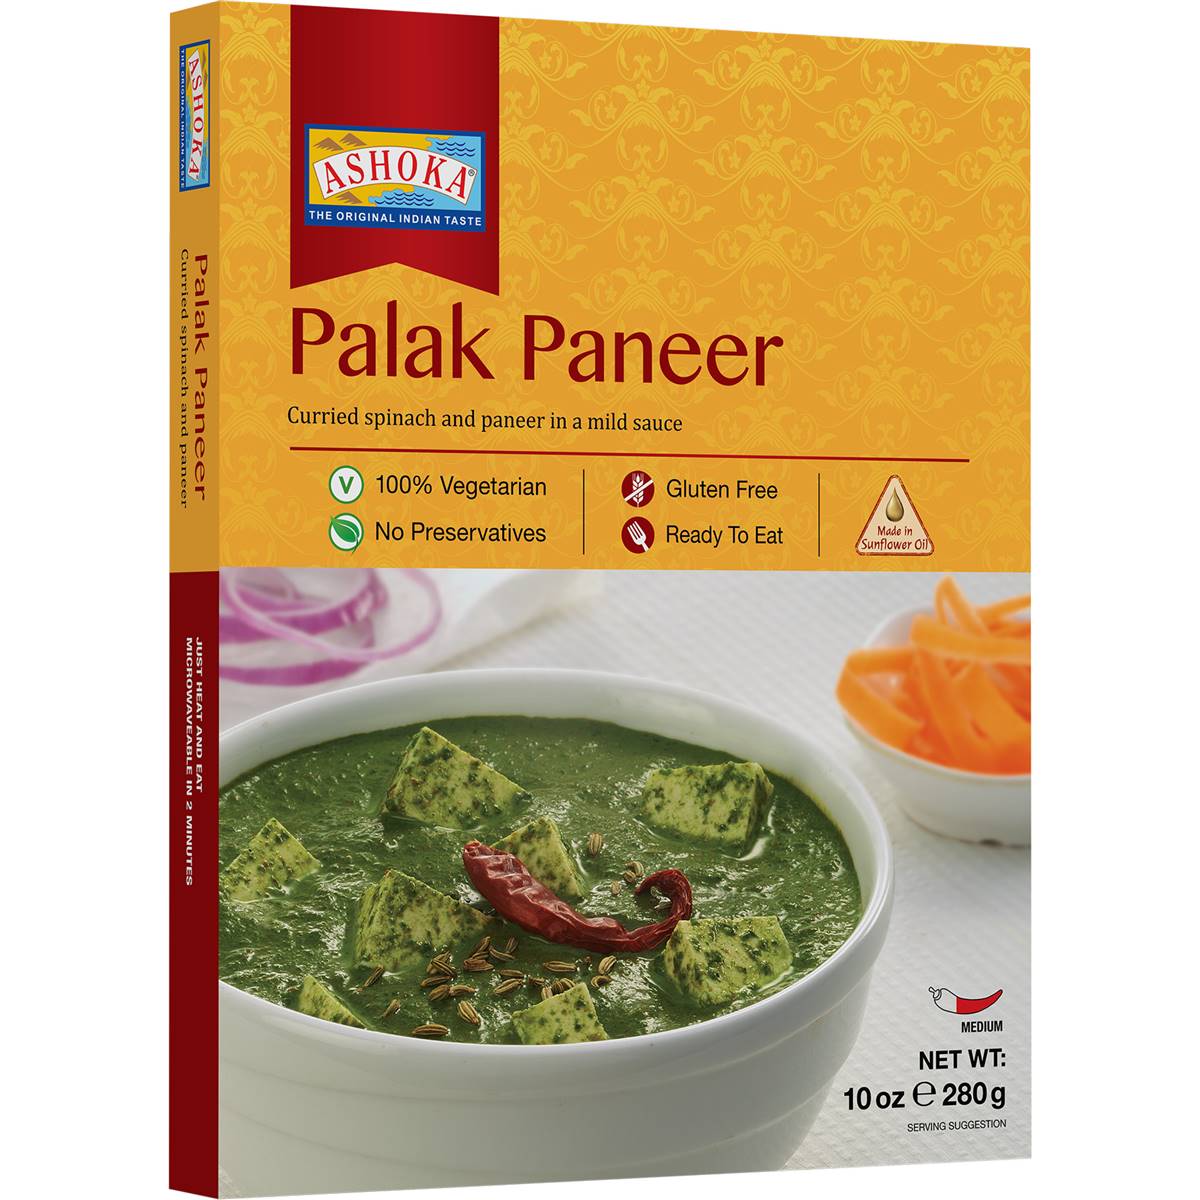 ASHOKA®
THE ORIGINAL INDIAN TASTE
Palak Paneer
Curried spinach and paneer in a mild sauce
V 100% Vegetarian
No Preservatives
Gluten Free
Ready To Eat
Made in
Sunflower Oil
MEDIUM
NET WT:
10 oz ℮ 280g
SERVING SUGGESTION
ASHOKA
THE ORIGINAL INDIAN TASTE
Palak Paneer
Curried spinach and paneer
JUST HEAT AND EAT
MICROWAVEABLE IN 2 MINUTES